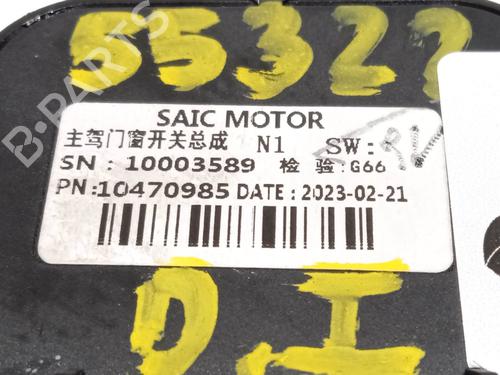 55327
B-PARTS
SAIC MOTOR
主驾门窗开关总成 N1 SW:
SN : 10003589 检 验 :G66
PN:10470985 DATE : 2023-02-21
D.I